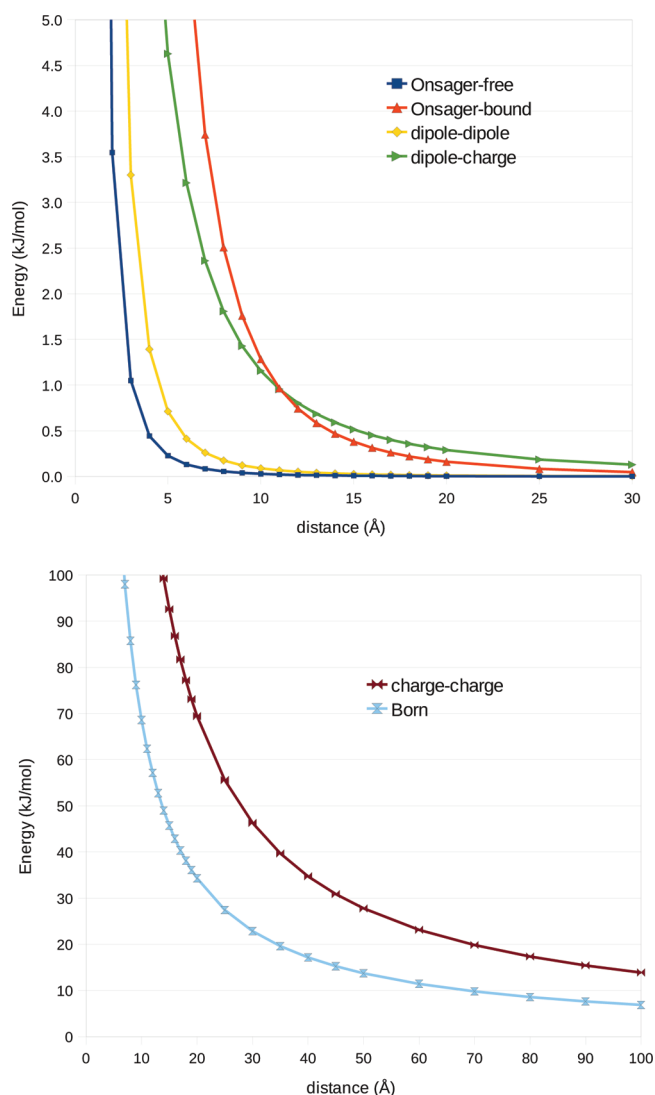 5.0
4.5
4.0
3.5
3.0
2.5
2.0
1.5
1.0
0.5
0.0
Energy (kJ/mol)
Onsager-free
Onsager-bound
dipole-dipole
dipole-charge
0 5 10 15 20 25 30
distance (Å)
100
90
80
70
60
50
40
30
20
10
0
Energy (kJ/mol)
charge-charge
Born
0 10 20 30 40 50 60 70 80 90 100
distance (Å)